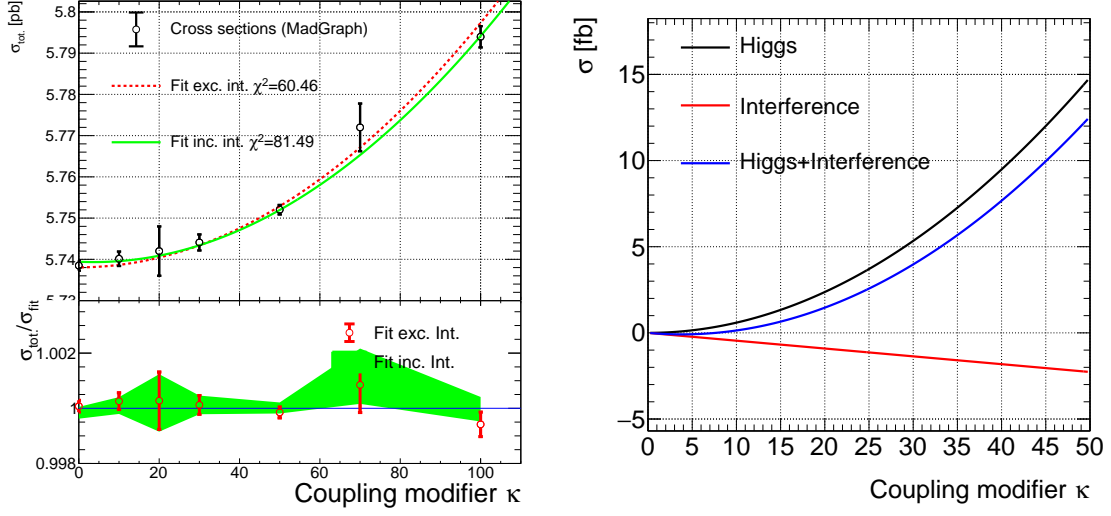 σtot. [pb]
5.8
5.79
5.78
5.77
5.76
5.75
5.74
5.73
Cross sections (MadGraph)
Fit exc. int. χ²=60.46
Fit inc. int. χ²=81.49
σtot./σfit
1.002
1
0.998
Fit exc. Int.
Fit inc. Int.
0 20 40 60 80 100
Coupling modifier κ
σ [fb]
15
10
5
0
−5
Higgs
Interference
Higgs+Interference
0 5 10 15 20 25 30 35 40 45 50
Coupling modifier κ